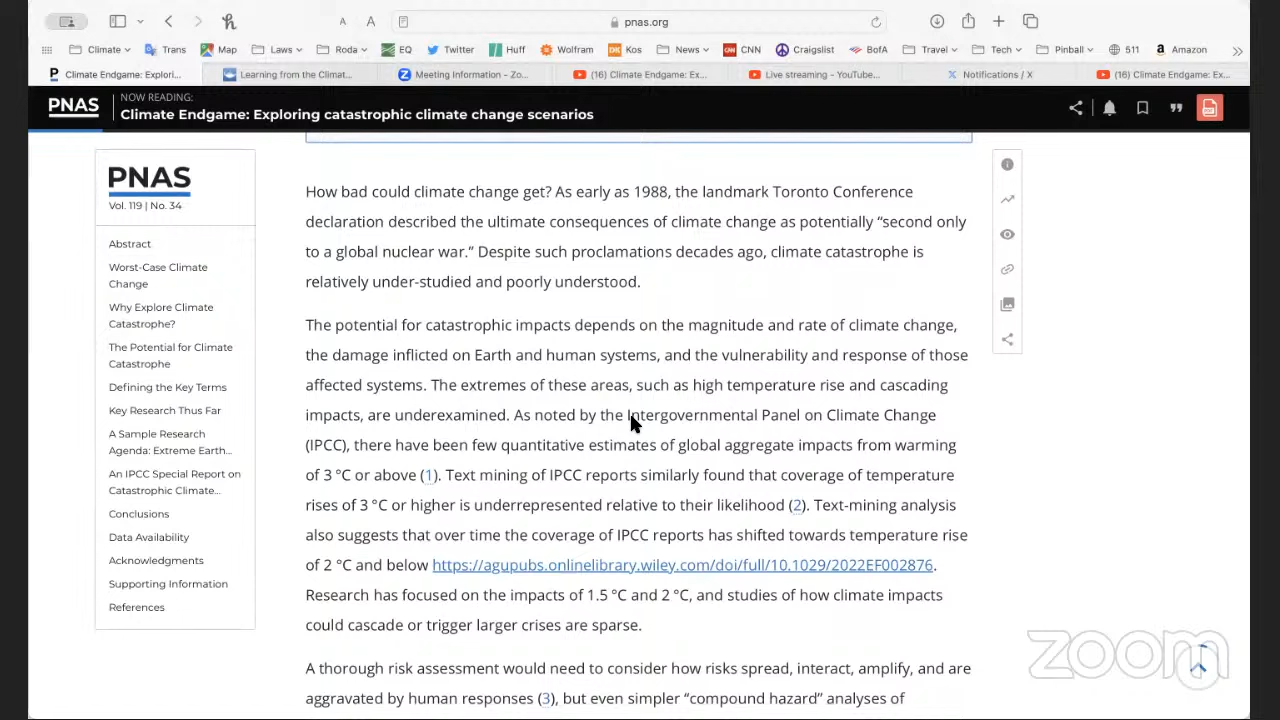 A A pnas.org
Climate Trans Map Laws Roda EQ Twitter Huff Wolfram DK Kos News CNN CNN Craigslist BofA Travel Tech Pinball 511 a Amazon
P Climate Endgame: Explori... Learning from the Climat... Z Meeting Information - Zo... (16) Climate Endgame: Ex... Live streaming - YouTube... X Notifications / X (16) Climate Endgame: Ex...
PNAS
NOW READING:
Climate Endgame: Exploring catastrophic climate change scenarios
PNAS
Vol. 119 | No. 34
Abstract
Worst-Case Climate
Change
Why Explore Climate
Catastrophe?
The Potential for Climate
Catastrophe
Defining the Key Terms
Key Research Thus Far
A Sample Research
Agenda: Extreme Earth...
An IPCC Special Report on
Catastrophic Climate...
Conclusions
Data Availability
Acknowledgments
Supporting Information
References
How bad could climate change get? As early as 1988, the landmark Toronto Conference
declaration described the ultimate consequences of climate change as potentially “second only
to a global nuclear war.” Despite such proclamations decades ago, climate catastrophe is
relatively under-studied and poorly understood.
The potential for catastrophic impacts depends on the magnitude and rate of climate change,
the damage inflicted on Earth and human systems, and the vulnerability and response of those
affected systems. The extremes of these areas, such as high temperature rise and cascading
impacts, are underexamined. As noted by the Intergovernmental Panel on Climate Change
(IPCC), there have been few quantitative estimates of global aggregate impacts from warming
of 3 °C or above (1). Text mining of IPCC reports similarly found that coverage of temperature
rises of 3 °C or higher is underrepresented relative to their likelihood (2). Text-mining analysis
also suggests that over time the coverage of IPCC reports has shifted towards temperature rise
of 2 °C and below https://agupubs.onlinelibrary.wiley.com/doi/full/10.1029/2022EF002876.
Research has focused on the impacts of 1.5 °C and 2 °C, and studies of how climate impacts
could cascade or trigger larger crises are sparse.
A thorough risk assessment would need to consider how risks spread, interact, amplify, and are
aggravated by human responses (3), but even simpler “compound hazard” analyses of
zoom